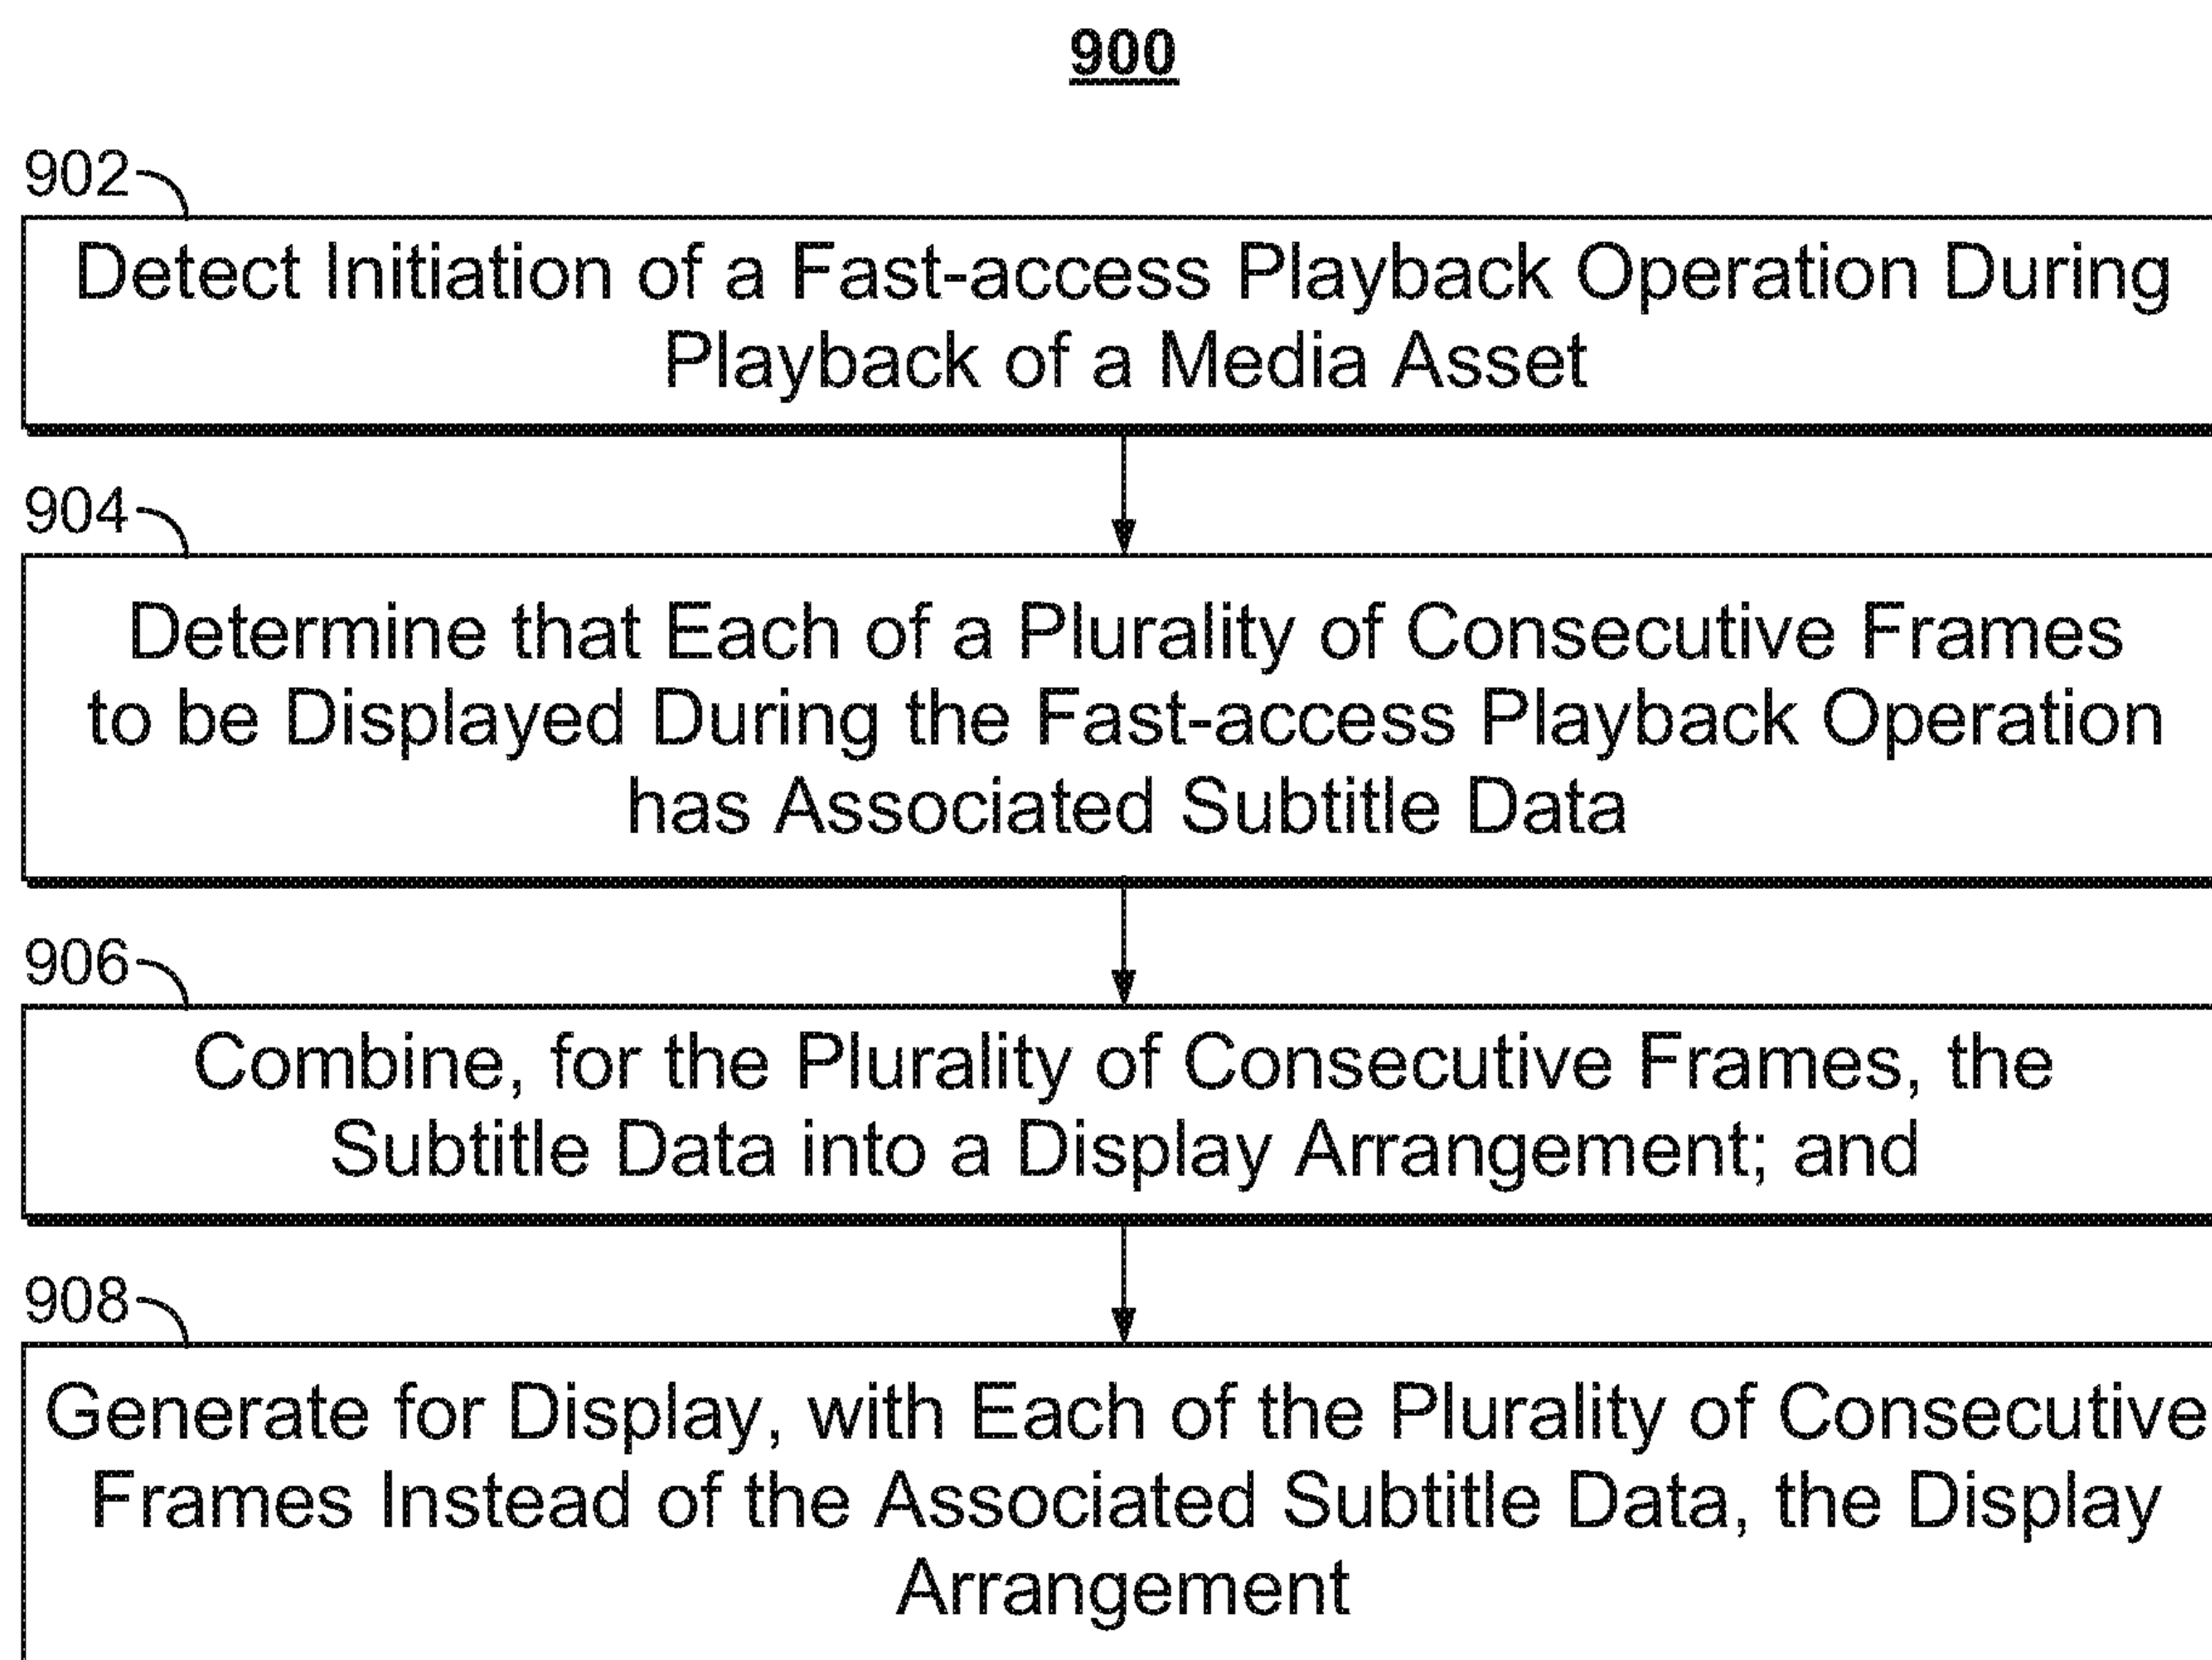 900
902
Detect Initiation of a Fast-access Playback Operation During
Playback of a Media Asset
904
Determine that Each of a Plurality of Consecutive Frames
to be Displayed During the Fast-access Playback Operation
has Associated Subtitle Data
906
Combine, for the Plurality of Consecutive Frames, the
Subtitle Data into a Display Arrangement; and
908
Generate for Display, with Each of the Plurality of Consecutive
Frames Instead of the Associated Subtitle Data, the Display
Arrangement